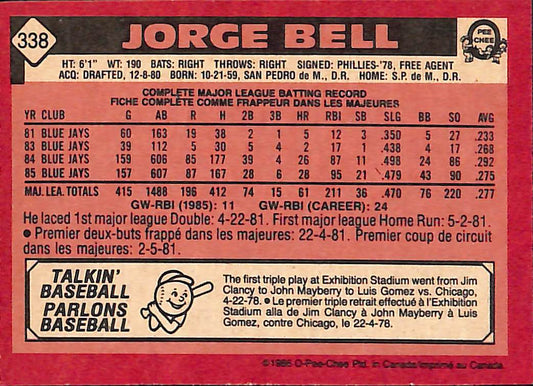 338
JORGE BELL
PEE CHEE
HT: 6'1" WT: 190 BATS: RIGHT THROWS: RIGHT SIGNED: PHILLIES-'78, FREE AGENT
ACQ: DRAFTED, 12-8-80 BORN: 10-21-59, SAN PEDRO de M., D.R. HOME: S.P. de M., D.R.
COMPLETE MAJOR LEAGUE BATTING RECORD
FICHE COMPLÈTE COMME FRAPPEUR DANS LES MAJEURES
YR CLUB G AB R H 2B 3B HR RBI SB SLG BB SO AVG
81 BLUE JAYS 60 163 19 38 2 1 5 12 3 .350 5 27 .233
83 BLUE JAYS 39 112 5 30 5 4 2 17 1 .438 4 17 .268
84 BLUE JAYS 159 606 85 177 39 4 26 87 11 .498 24 86 .292
85 BLUE JAYS 157 607 87 167 28 6 28 95 21 .479 43 90 .275
MAJ. LEA. TOTALS 415 1488 196 412 74 15 61 211 36 .470 76 220 .277
GW-RBI (1985): 11 GW-RBI (CAREER): 24
He laced 1st major league Double: 4-22-81. First major league Home Run: 5-2-81.
● Premier deux-buts frappé dans les majeures: 22-4-81. Premier coup de circuit
dans les majeures: 2-5-81.
TALKIN'
BASEBALL
PARLONS
BASEBALL
The first triple play at Exhibition Stadium went from Jim
Clancy to John Mayberry to Luis Gomez vs. Chicago,
4-22-78. ● Le premier triple retrait effectué à l'Exhibition
Stadium alla de Jim Clancy à John Mayberry à Luis
Gomez, contre Chicago, le 22-4-78.
©1986 O-Pee-Chee Ptd. in Canada/imprimé au Canada